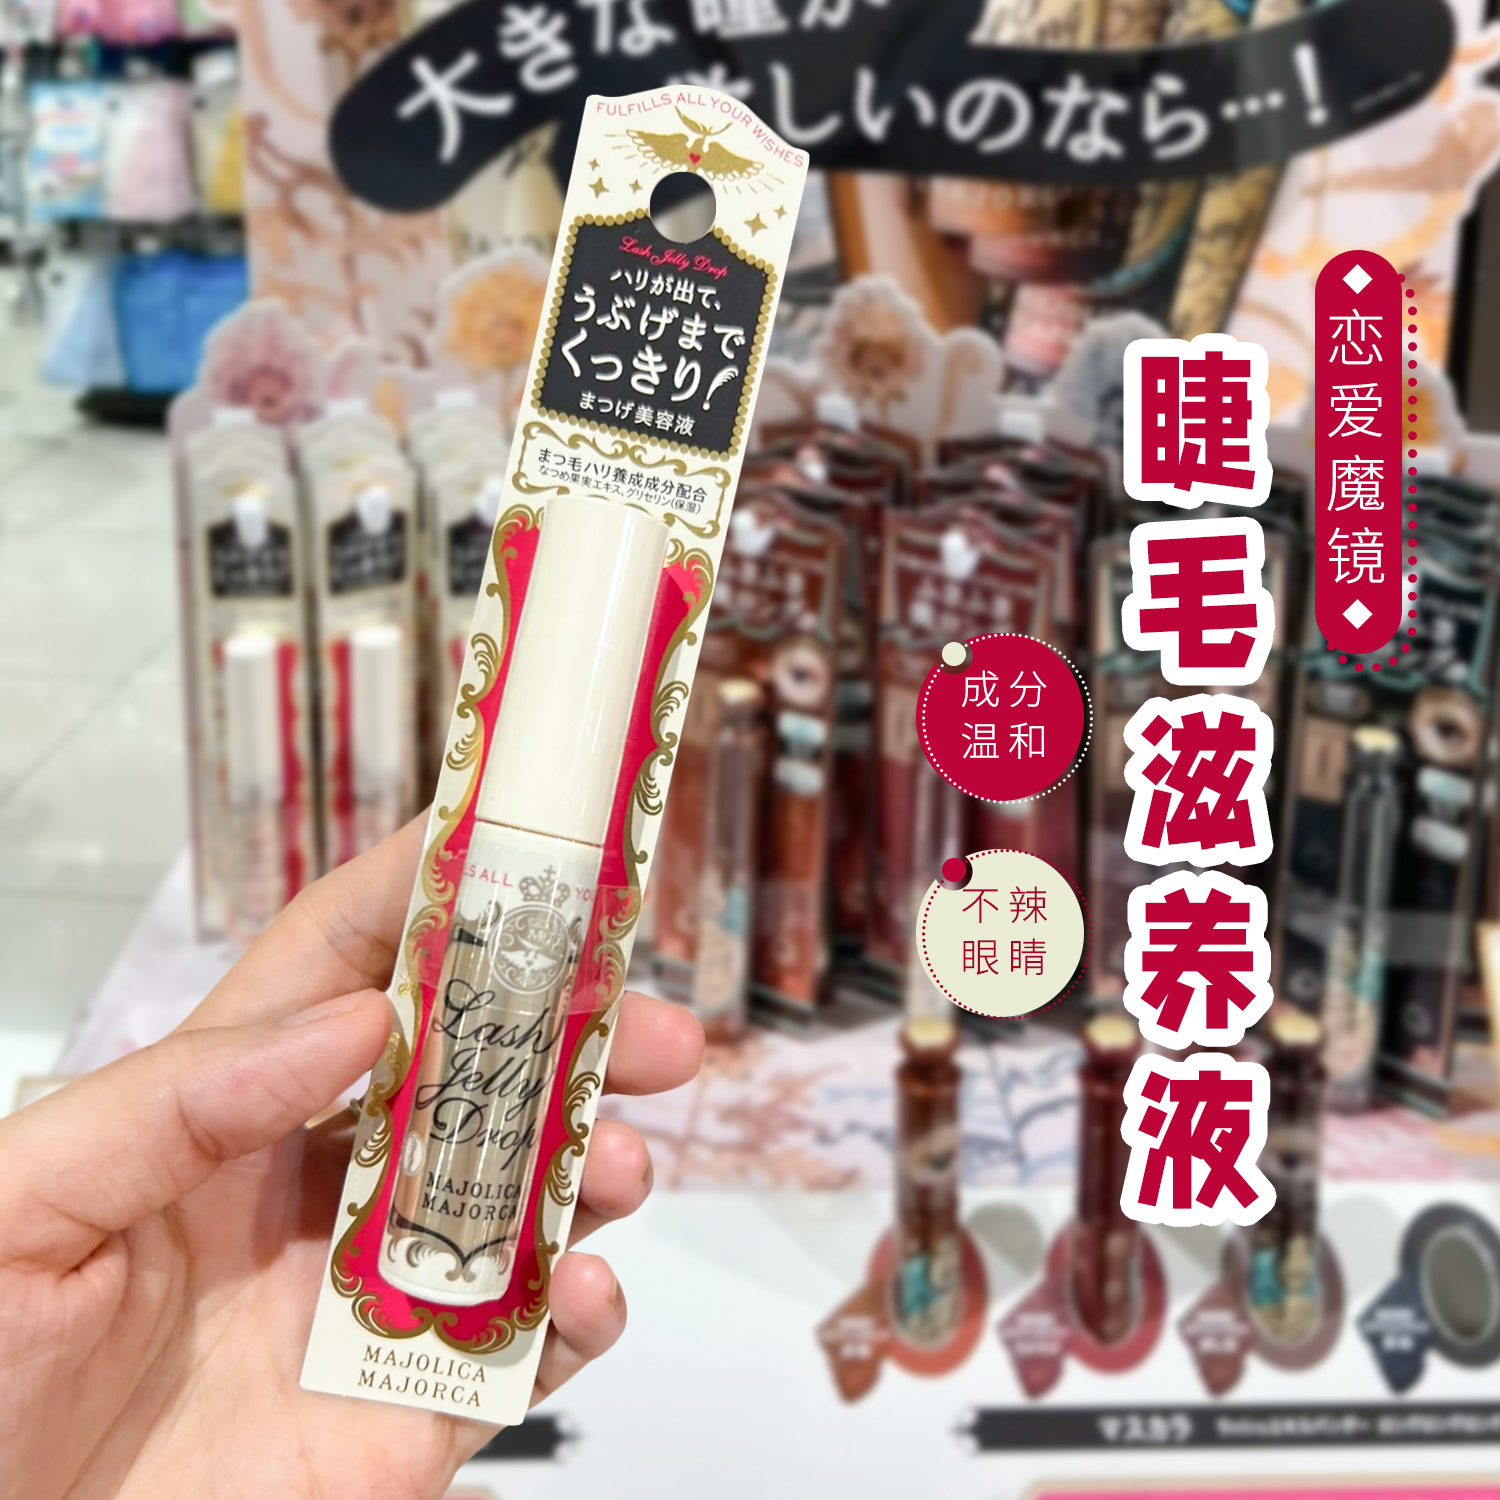 大きな瞳が
欲しいのなら…!
FULFILLS ALL YOUR WISHES
Lash Jelly Drop
ハリが出て、
うぶげまで
くっきり!
まつげ美容液
まつ毛ハリ養成成分配合
なつめ果実エキス、グリセリン(保湿)
Lash
Jelly
Drop
MAJOLICA
MAJORCA
MAJOLICA
MAJORCA
恋爱魔镜
睫毛滋养液
成分
温和
不辣
眼睛
マスカラ